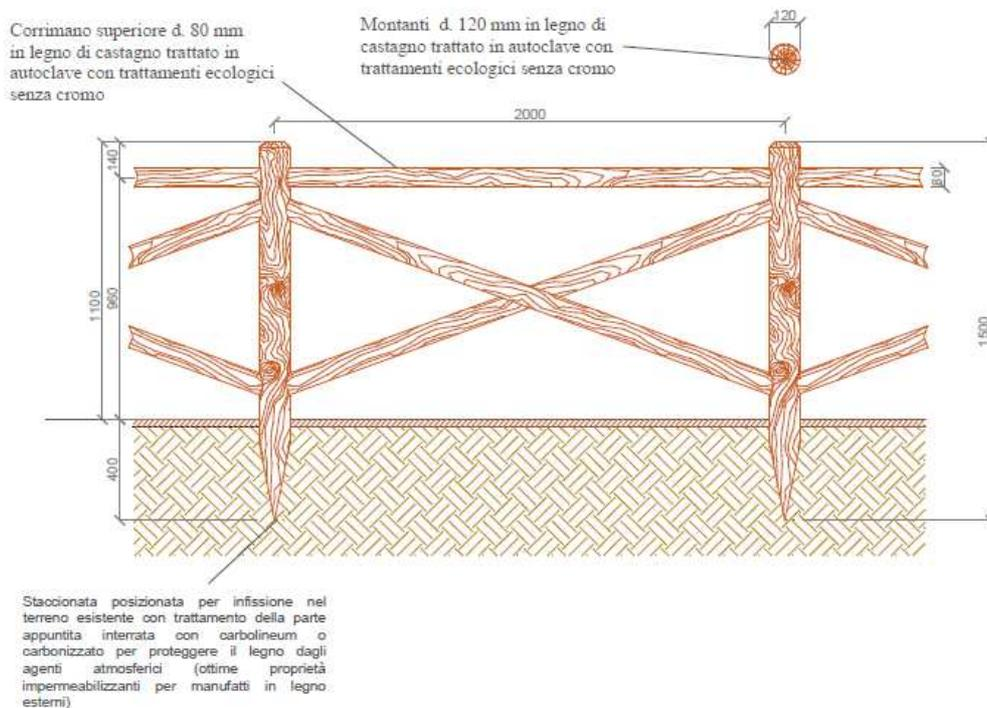 Corrimano superiore d. 80 mm
in legno di castagno trattato in
autoclave con trattamenti ecologici
senza cromo
Montanti d. 120 mm in legno di
castagno trattato in autoclave con
trattamenti ecologici senza cromo
120
2000
140
80
1100
960
1500
400
Staccionata posizionata per infissione nel
terreno esistente con trattamento della parte
appuntita interrata con carbolineum o
carbonizzato per proteggere il legno dagli
agenti atmosferici (ottime proprietà
impermeabilizzanti per manufatti in legno
esterni)